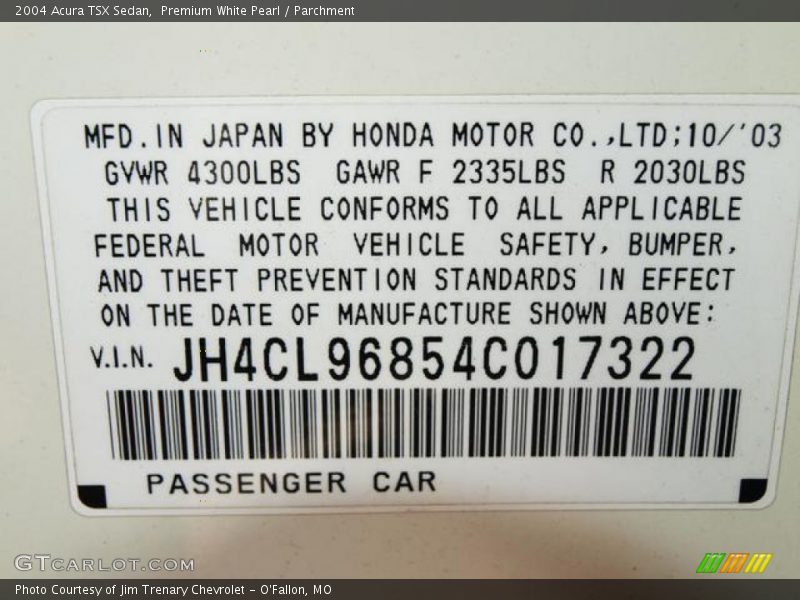 2004 Acura TSX Sedan,  Premium White Pearl / Parchment
MFD.IN JAPAN BY HONDA MOTOR CO.,LTD;10/'03
GVWR 4300LBS GAWR F 2335LBS R 2030LBS
THIS VEHICLE CONFORMS TO ALL APPLICABLE
FEDERAL MOTOR VEHICLE SAFETY, BUMPER,
AND THEFT PREVENTION STANDARDS IN EFFECT
ON THE DATE OF MANUFACTURE SHOWN ABOVE:
V.I.N. JH4CL96854C017322
PASSENGER CAR
GTCARLOT.COM
Photo Courtesy of Jim Trenary Chevrolet - O'Fallon, MO